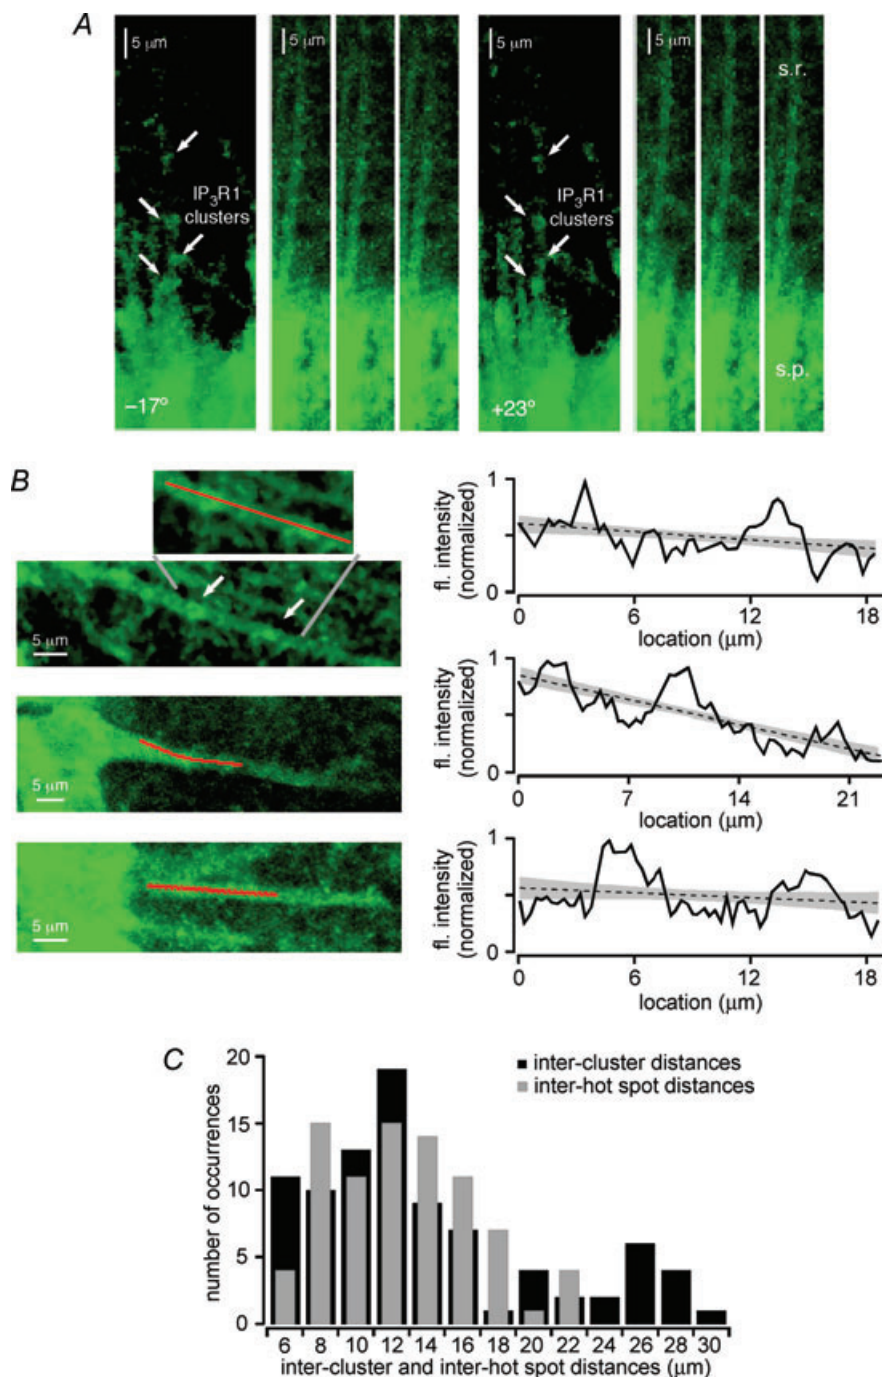 A
5 µm
5 µm
5 µm
5 µm
s.r.
IP3R1
clusters
IP3R1
clusters
s.p.
–17º
+23º
B
5 µm
5 µm
5 µm
fl. intensity
(normalized)
1
0
0 6 12 18
location (µm)
fl. intensity
(normalized)
1
0
0 7 14 21
location (µm)
fl. intensity
(normalized)
1
0
0 6 12 18
location (µm)
C
number of occurrences
20
15
10
5
0
inter-cluster distances
inter-hot spot distances
6 8 10 12 14 16 18 20 22 24 26 28 30
inter-cluster and inter-hot spot distances (µm)